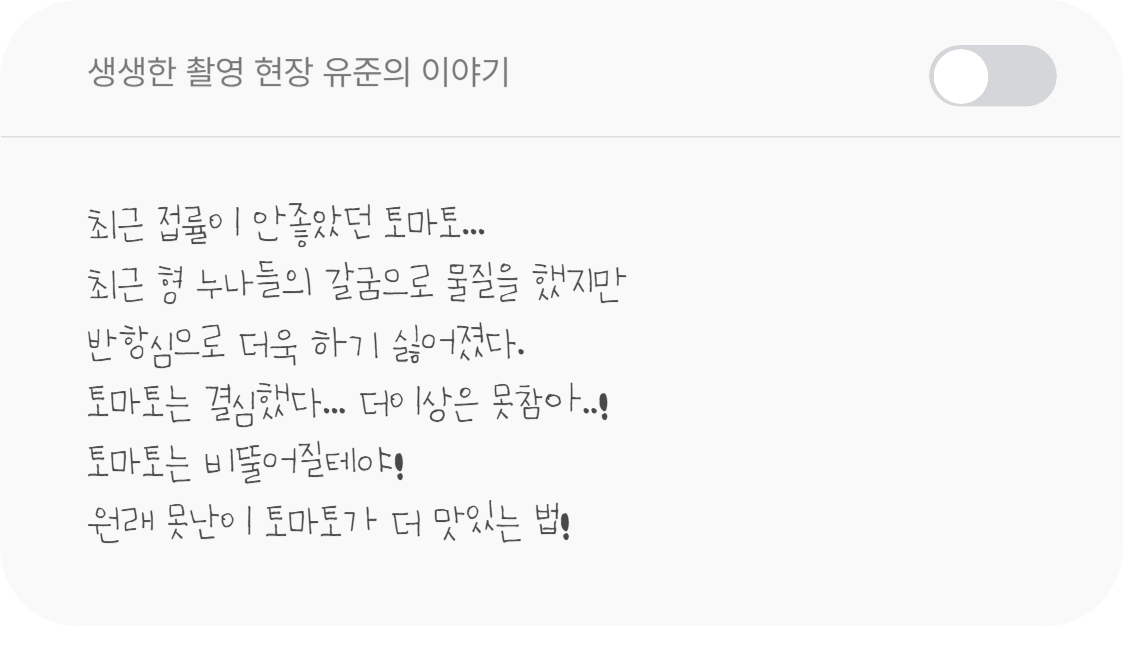 생생한 촬영 현장 유준의 이야기
최근 접률이 안좋았던 토마토...
최근 형 누나들의 갈굼으로 물질을 했지만
반항심으로 더욱 하기 싫어졌다.
토마토는 결심했다... 더이상은 못참아..!
토마토는 비뚤어질테야!
원래 못난이 토마토가 더 맛있는 법!